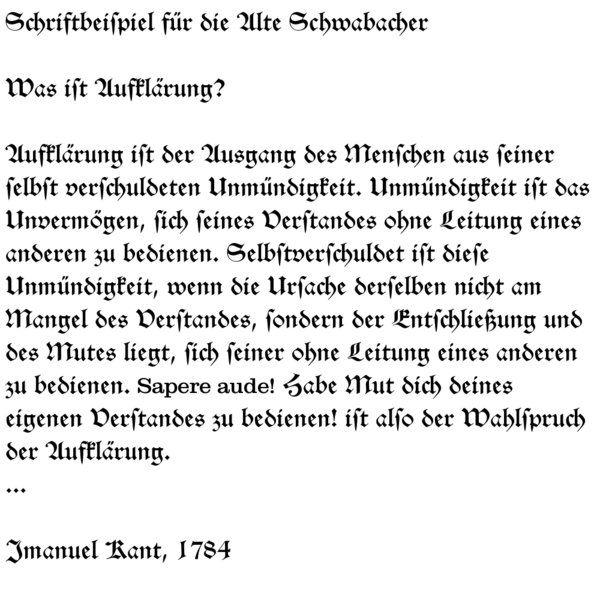 Schriftbeiſpiel für die Alte Schwabacher
Was iſt Aufklärung?
Aufklärung iſt der Ausgang des Menſchen aus ſeiner
ſelbſt verſchuldeten Unmündigkeit. Unmündigkeit iſt das
Unvermögen, ſich ſeines Verſtandes ohne Leitung eines
anderen zu bedienen. Selbſtverſchuldet iſt dieſe
Unmündigkeit, wenn die Urſache derſelben nicht am
Mangel des Verſtandes, ſondern der Entſchließung und
des Mutes liegt, ſich ſeiner ohne Leitung eines anderen
zu bedienen. Sapere aude! Habe Mut dich deines
eigenen Verſtandes zu bedienen! iſt alſo der Wahlſpruch
der Aufklärung.
...
Imanuel Kant, 1784